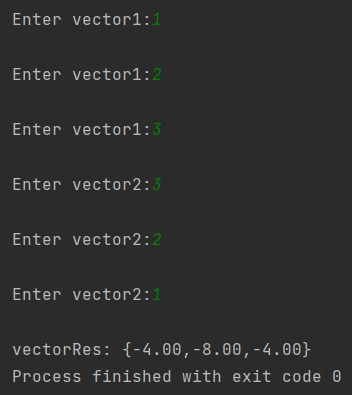 Enter vector1:1
Enter vector1:2
Enter vector1:3
Enter vector2:3
Enter vector2:2
Enter vector2:1
vectorRes: {-4.00,-8.00,-4.00}
Process finished with exit code 0